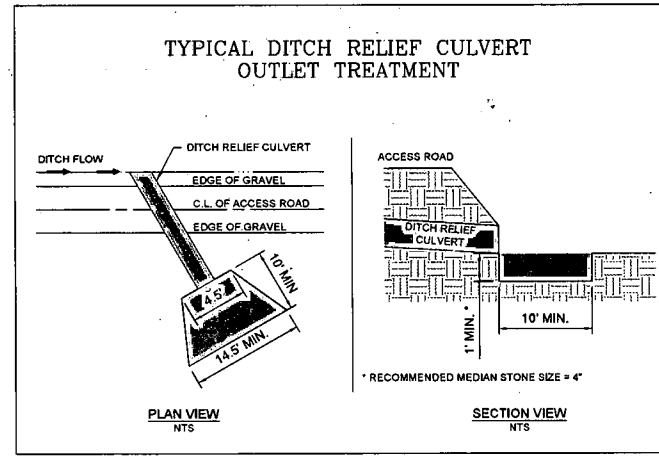 TYPICAL DITCH RELIEF CULVERT
OUTLET TREATMENT
DITCH FLOW
DITCH RELIEF CULVERT
EDGE OF GRAVEL
C.L. OF ACCESS ROAD
EDGE OF GRAVEL
4.5'
10' MIN
14.5' MIN.
PLAN VIEW
NTS
ACCESS ROAD
DITCH RELIEF
CULVERT
1' MIN. *
10' MIN.
* RECOMMENDED MEDIAN STONE SIZE = 4"
SECTION VIEW
NTS